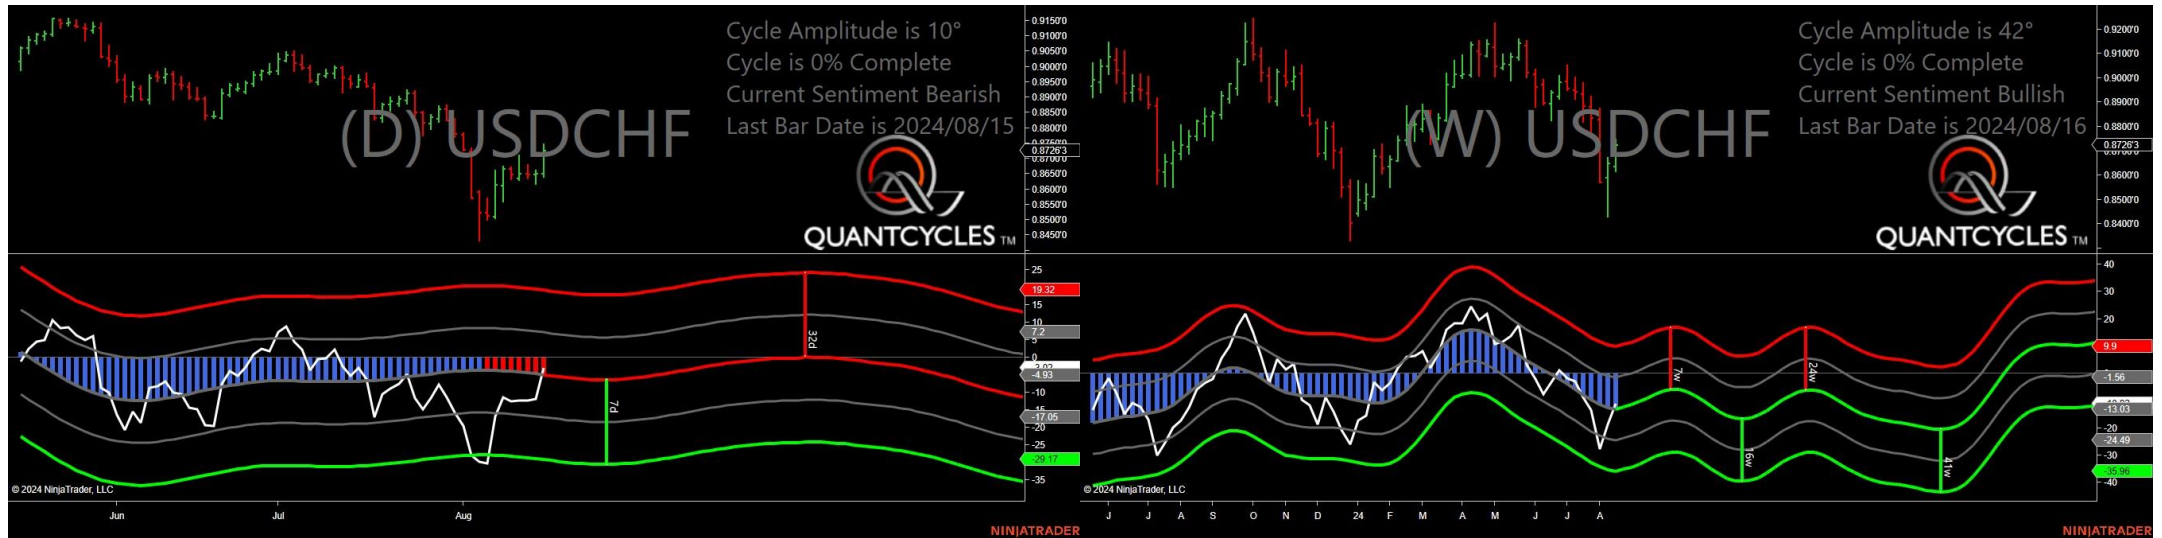 Cycle Amplitude is 10°
Cycle is 0% Complete
Current Sentiment Bearish
Last Bar Date is 2024/08/15
(D) USDCHF
QUANTCYCLES TM
0.9150'0
0.9100'0
0.9050'0
0.9000'0
0.8950'0
0.8900'0
0.8850'0
0.8800'0
0.8750'0
0.8726'3
0.8700'0
0.8650'0
0.8600'0
0.8550'0
0.8500'0
0.8450'0
25
19.32
15
10
7.2
5
0
-4.93
-10
-15
-17.05
-20
-25
-29.17
-35
32d
7d
© 2024 NinjaTrader, LLC
Jun Jul Aug
NINJATRADER
Cycle Amplitude is 42°
Cycle is 0% Complete
Current Sentiment Bullish
Last Bar Date is 2024/08/16
(W) USDCHF
QUANTCYCLES TM
0.9200'0
0.9100'0
0.9000'0
0.8900'0
0.8800'0
0.8726'3
0.8700'0
0.8600'0
0.8500'0
0.8400'0
40
30
20
9.9
-1.56
-13.03
-20
-24.49
-30
-35.96
-40
7w
24w
16w
41w
© 2024 NinjaTrader, LLC
J J A S O N D 24 F M A M J J A
NINJATRADER